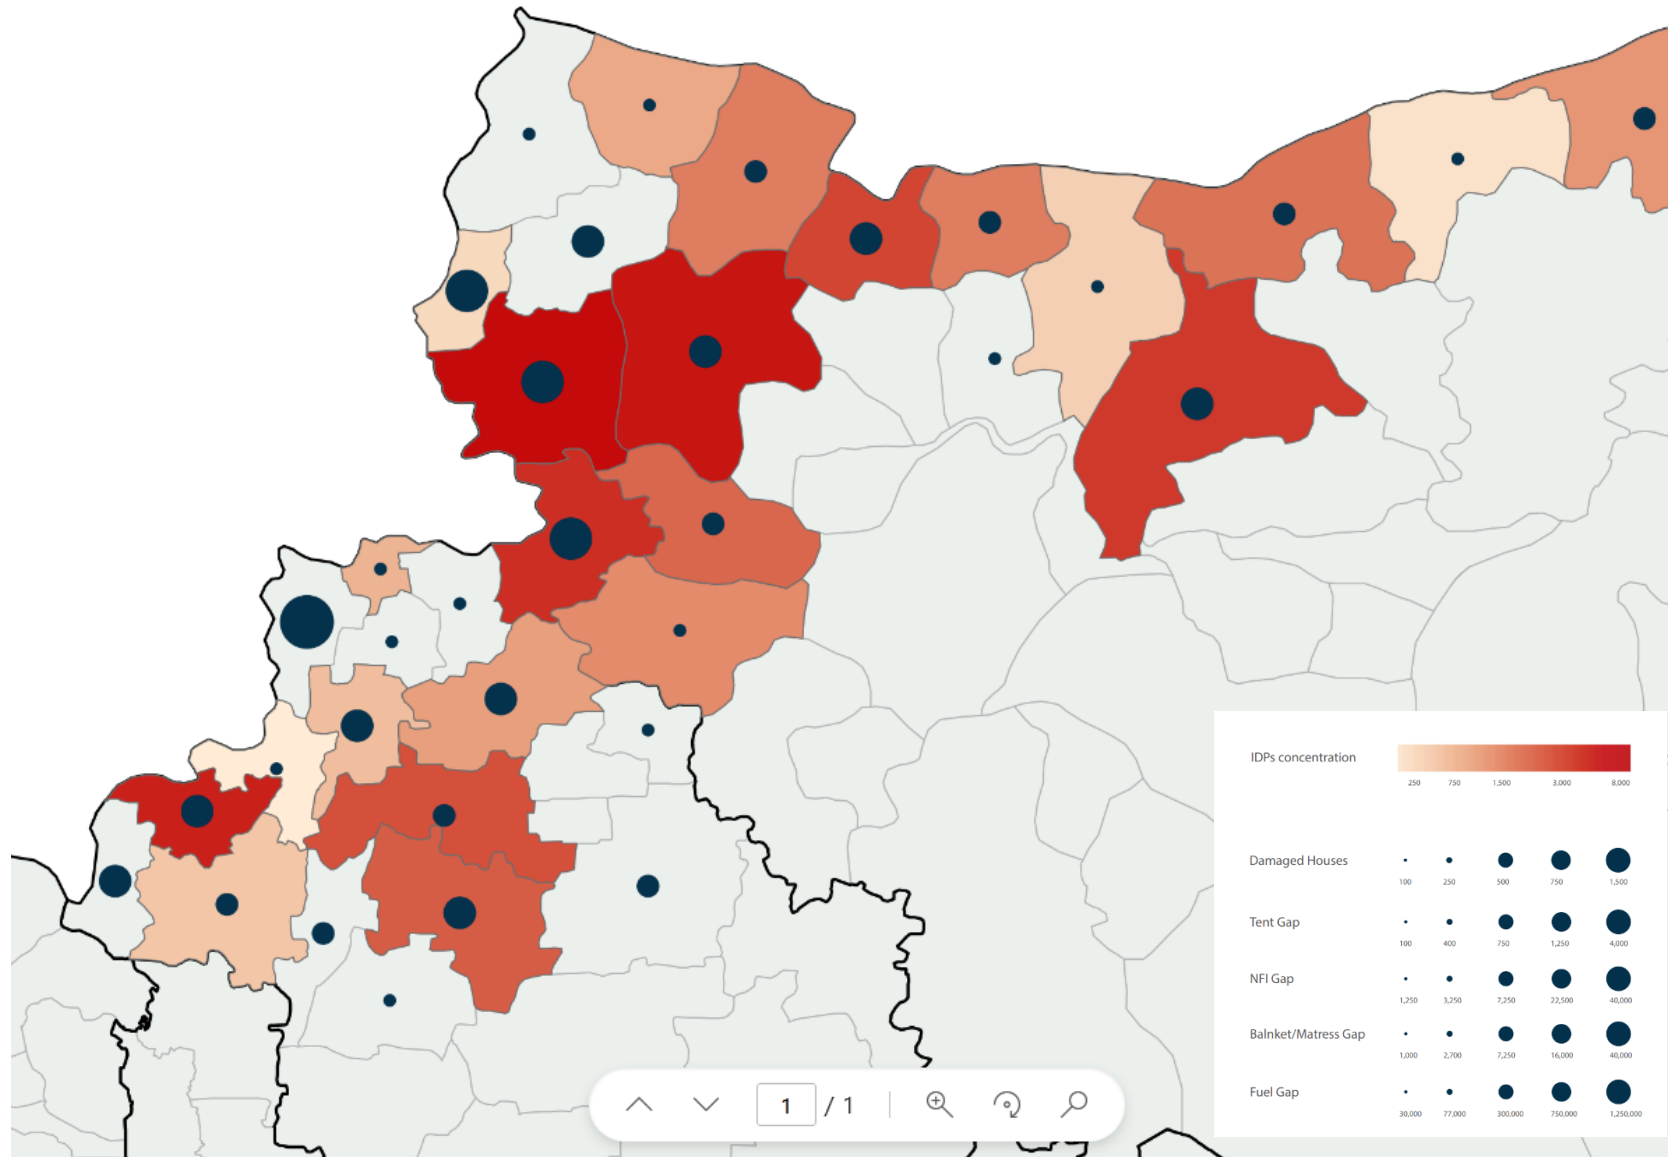 IDPs concentration
250 750 1,500 3,000 8,000
Damaged Houses
100 250 500 750 1,500
Tent Gap
100 400 750 1,250 4,000
NFI Gap
1,250 3,250 7,250 22,500 40,000
Balnket/Matress Gap
1,000 2,700 7,250 16,000 40,000
Fuel Gap
30,000 77,000 300,000 750,000 1,250,000
1 / 1